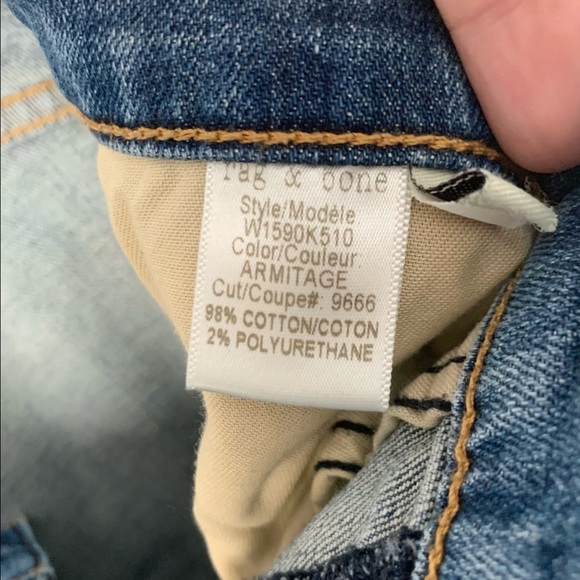 rag & bone
Style/Modèle
W1590K510
Color/Couleur
ARMITAGE
Cut/Coupe#: 9666
98% COTTON/COTON
2% POLYURETHANE